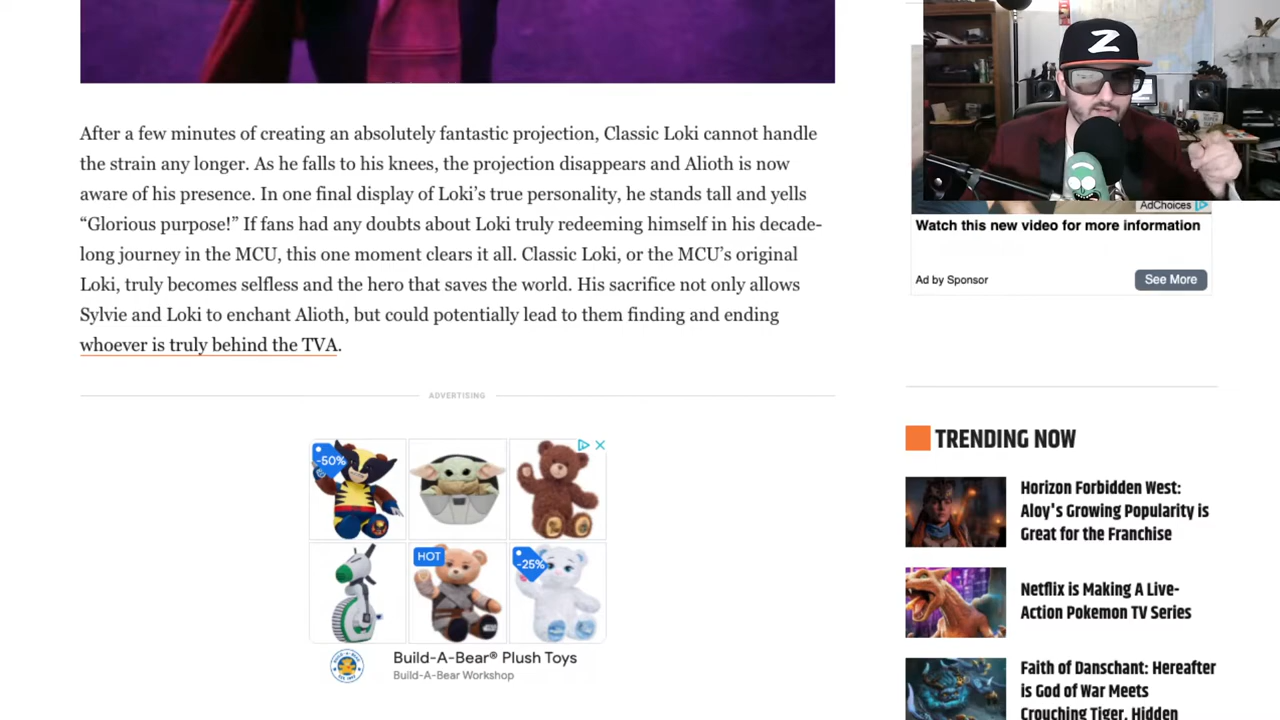 Z
After a few minutes of creating an absolutely fantastic projection, Classic Loki cannot handle
the strain any longer. As he falls to his knees, the projection disappears and Alioth is now
aware of his presence. In one final display of Loki’s true personality, he stands tall and yells
“Glorious purpose!” If fans had any doubts about Loki truly redeeming himself in his decade-
long journey in the MCU, this one moment clears it all. Classic Loki, or the MCU’s original
Loki, truly becomes selfless and the hero that saves the world. His sacrifice not only allows
Sylvie and Loki to enchant Alioth, but could potentially lead to them finding and ending
whoever is truly behind the TVA.
ADVERTISING
-50%
HOT
-25%
Build-A-Bear® Plush Toys
Build-A-Bear Workshop
AdChoices
Watch this new video for more information
Ad by Sponsor
See More
TRENDING NOW
Horizon Forbidden West:
Aloy's Growing Popularity is
Great for the Franchise
Netflix is Making A Live-
Action Pokemon TV Series
Faith of Danschant: Hereafter
is God of War Meets
Crouching Tiger, Hidden